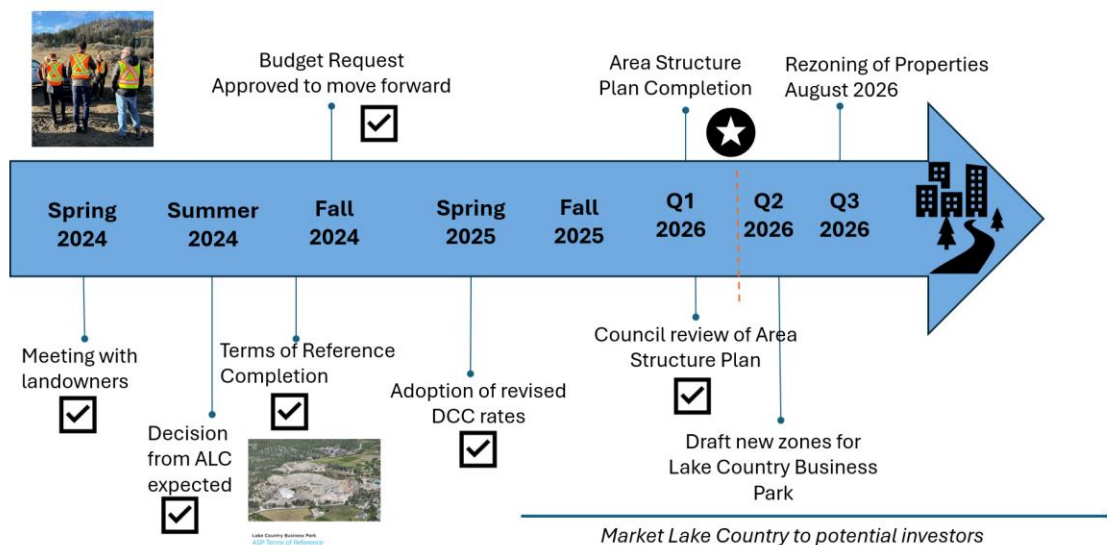 Budget Request
Approved to move forward
Area Structure
Plan Completion
Rezoning of Properties
August 2026
Spring
2024
Summer
2024
Fall
2024
Spring
2025
Fall
2025
Q1
2026
Q2
2026
Q3
2026
Meeting with
landowners
Decision
from ALC
expected
Terms of Reference
Completion
Lake Country Business Park
ASP Terms of Reference
Adoption of revised
DCC rates
Council review of Area
Structure Plan
Draft new zones for
Lake Country Business
Park
Market Lake Country to potential investors